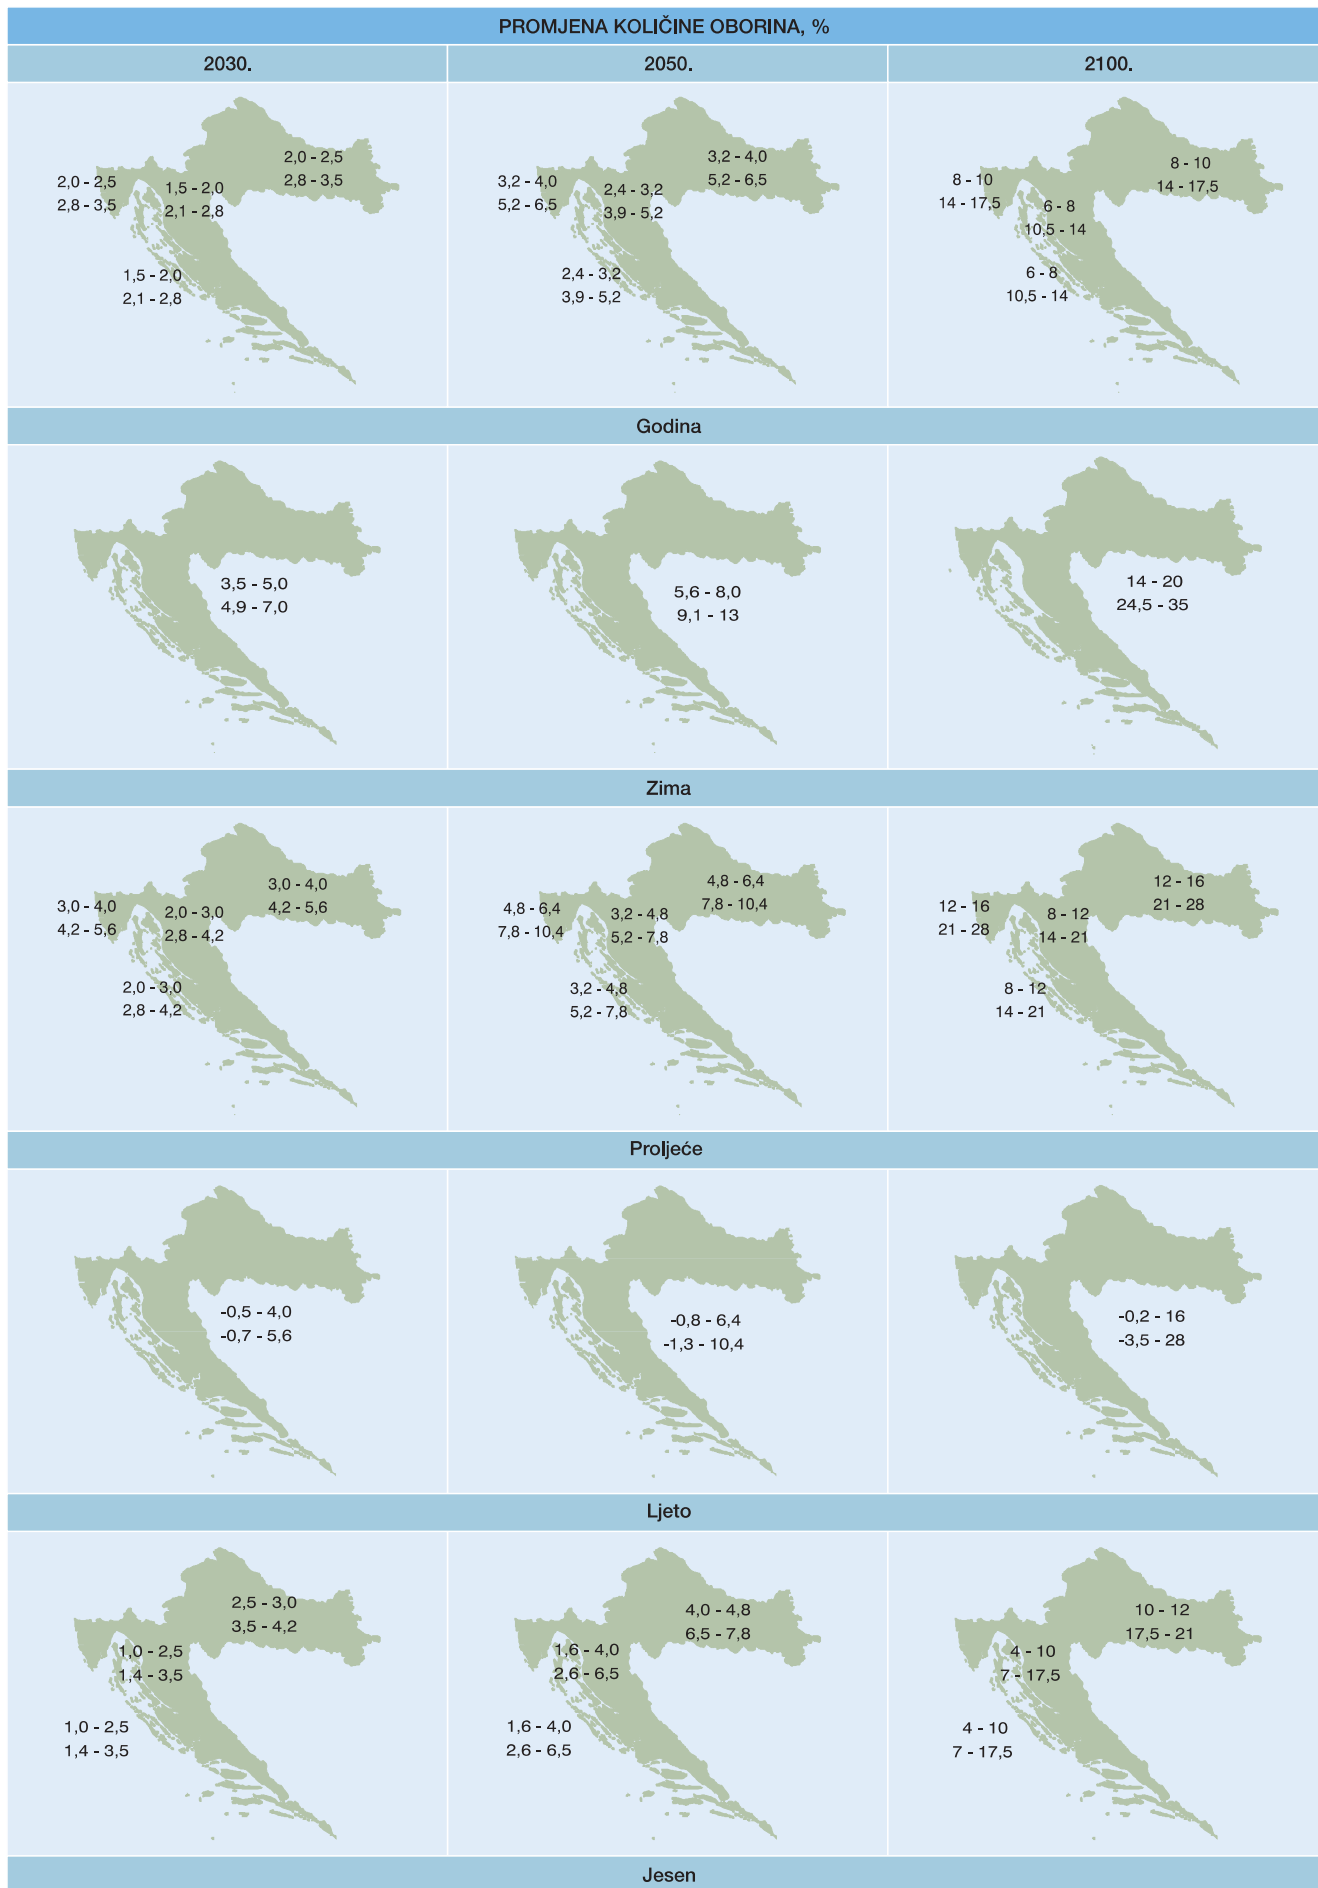 PROMJENA KOLIČINE OBORINA, %
2030.
2050.
2100.
2,0 - 2,5
2,8 - 3,5
2,0 - 2,5
2,8 - 3,5
1,5 - 2,0
2,1 - 2,8
1,5 - 2,0
2,1 - 2,8
3,2 - 4,0
5,2 - 6,5
3,2 - 4,0
5,2 - 6,5
2,4 - 3,2
3,9 - 5,2
2,4 - 3,2
3,9 - 5,2
8 - 10
14 - 17,5
8 - 10
14 - 17,5
6 - 8
10,5 - 14
6 - 8
10,5 - 14
Godina
3,5 - 5,0
4,9 - 7,0
5,6 - 8,0
9,1 - 13
14 - 20
24,5 - 35
Zima
3,0 - 4,0
4,2 - 5,6
3,0 - 4,0
4,2 - 5,6
2,0 - 3,0
2,8 - 4,2
2,0 - 3,0
2,8 - 4,2
4,8 - 6,4
7,8 - 10,4
4,8 - 6,4
7,8 - 10,4
3,2 - 4,8
5,2 - 7,8
3,2 - 4,8
5,2 - 7,8
12 - 16
21 - 28
12 - 16
21 - 28
8 - 12
14 - 21
8 - 12
14 - 21
Proljeće
-0,5 - 4,0
-0,7 - 5,6
-0,8 - 6,4
-1,3 - 10,4
-0,2 - 16
-3,5 - 28
Ljeto
2,5 - 3,0
3,5 - 4,2
1,0 - 2,5
1,4 - 3,5
1,0 - 2,5
1,4 - 3,5
4,0 - 4,8
6,5 - 7,8
1,6 - 4,0
2,6 - 6,5
1,6 - 4,0
2,6 - 6,5
10 - 12
17,5 - 21
4 - 10
7 - 17,5
4 - 10
7 - 17,5
Jesen